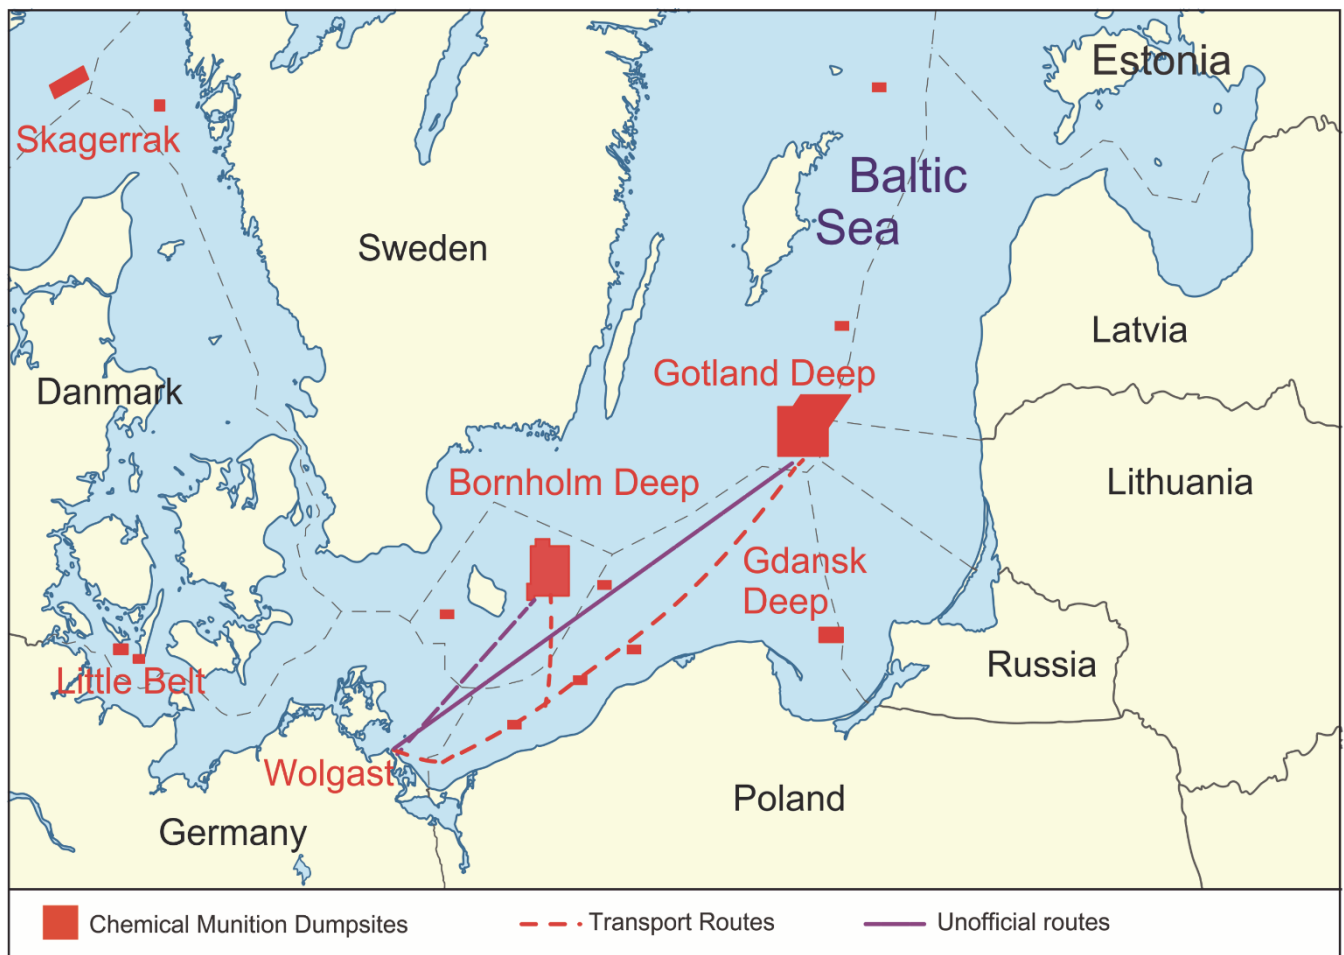 Estonia
Skagerrak
Baltic
Sea
Sweden
Latvia
Gotland Deep
Danmark
Bornholm Deep
Lithuania
Gdansk
Deep
Russia
Little Belt
Wolgast
Poland
Germany
Chemical Munition Dumpsites
Transport Routes
Unofficial routes